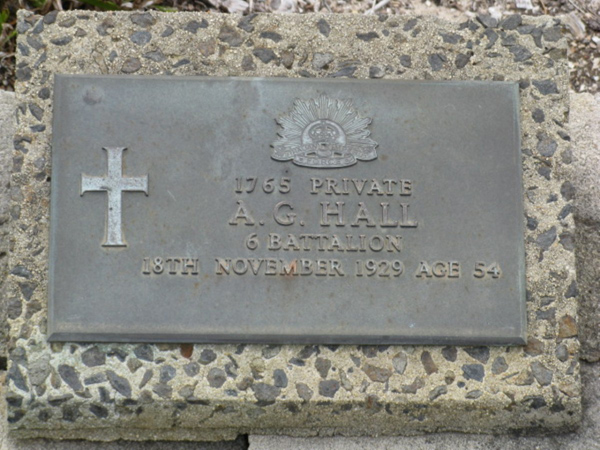 1765 PRIVATE
A. G. HALL
6 BATTALION
18TH NOVEMBER 1929 AGE 54